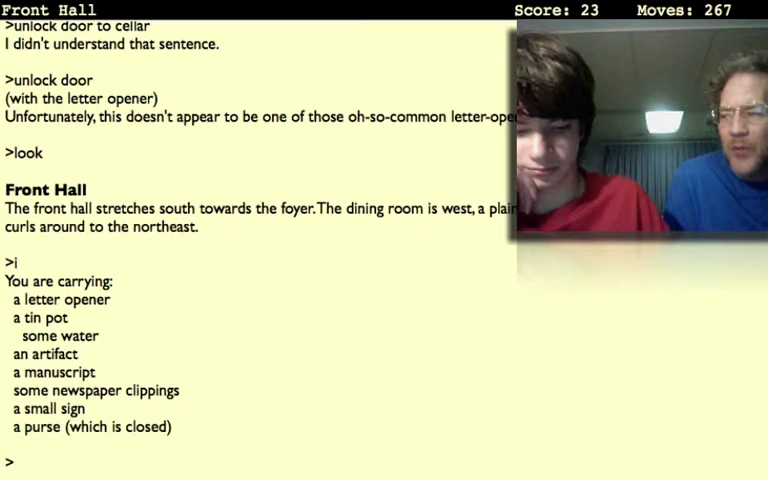 Front Hall Score: 23 Moves: 267
>unlock door to cellar
I didn't understand that sentence.
>unlock door
(with the letter opener)
Unfortunately, this doesn't appear to be one of those oh-so-common letter-ope
>look
Front Hall
The front hall stretches south towards the foyer. The dining room is west, a plain
curls around to the northeast.
>i
You are carrying:
a letter opener
a tin pot
some water
an artifact
a manuscript
some newspaper clippings
a small sign
a purse (which is closed)
>